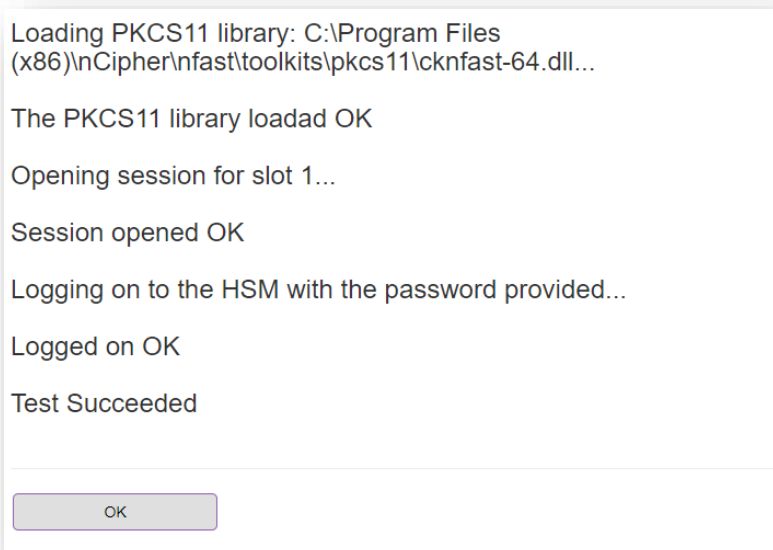 Loading PKCS11 library: C:\Program Files
(x86)\nCipher\nfast\toolkits\pkcs11\cknfast-64.dll...
The PKCS11 library loadad OK
Opening session for slot 1...
Session opened OK
Logging on to the HSM with the password provided...
Logged on OK
Test Succeeded
OK